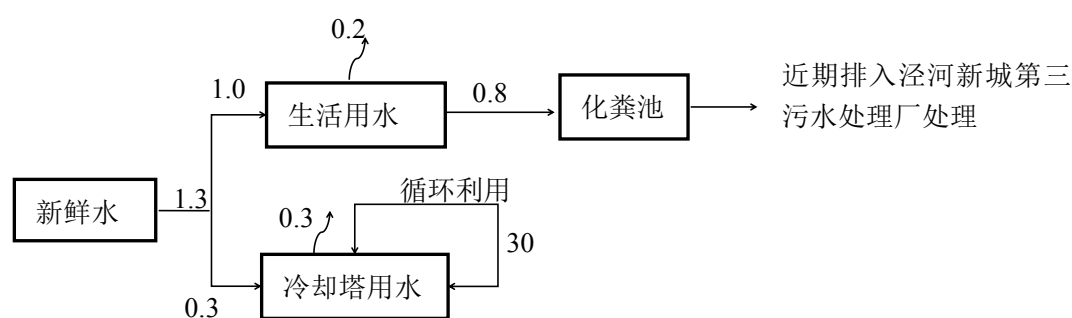 0.2
1.0
生活用水
0.8
化粪池
近期排入泾河新城第三
污水处理厂处理
新鲜水
1.3
循环利用
0.3
30
冷却塔用水
0.3